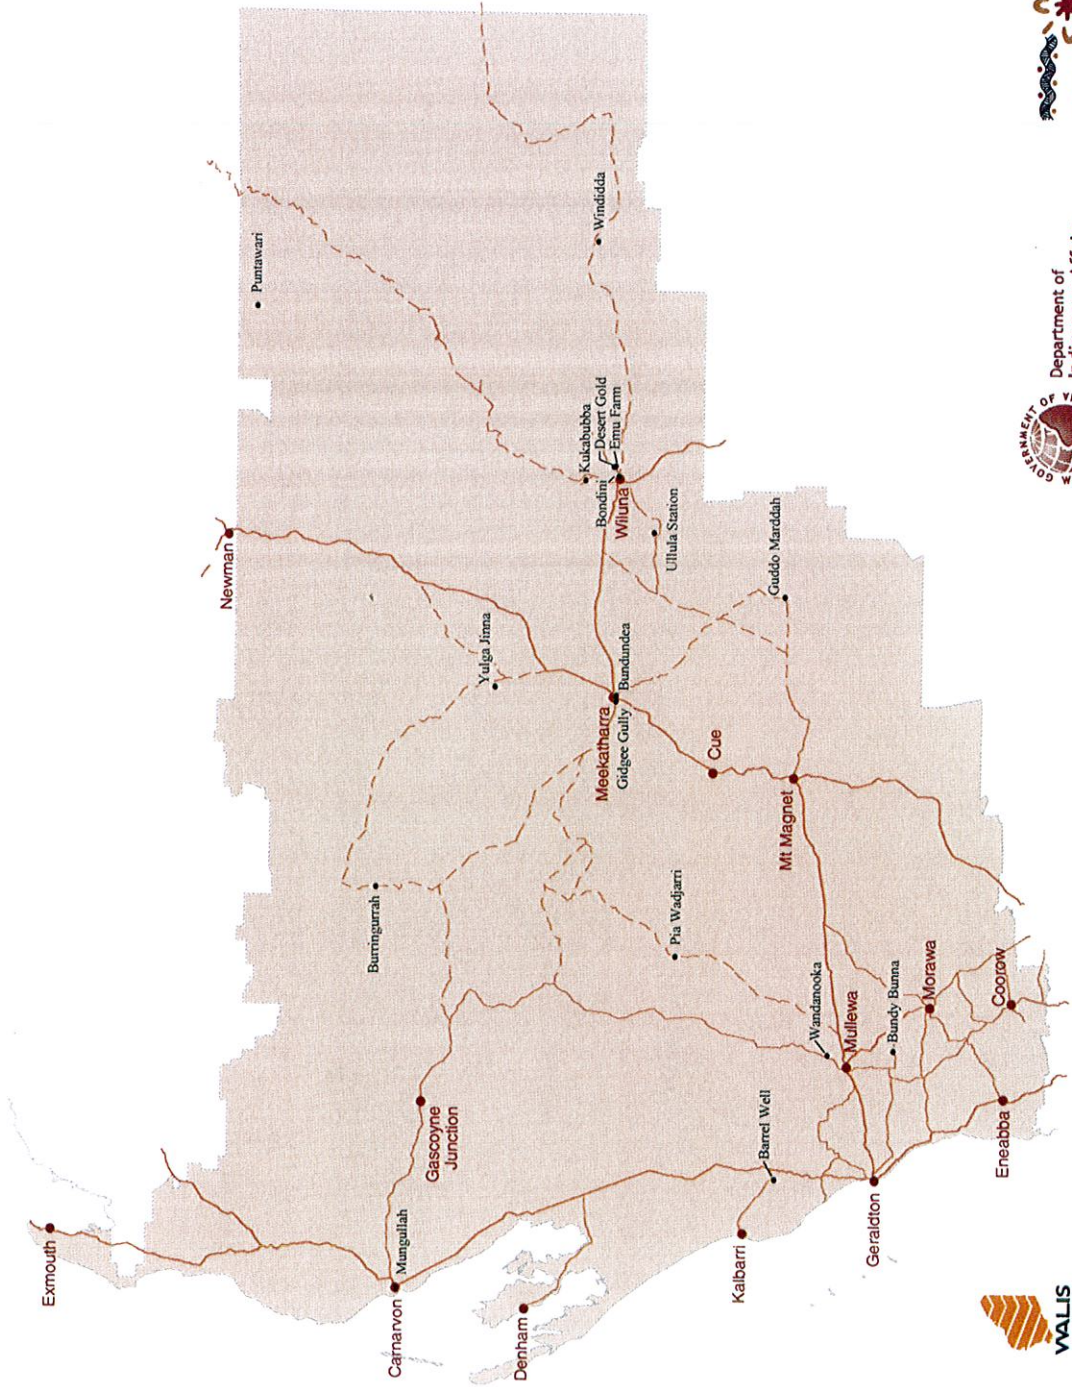 Exmouth
Newman
Puntawari
Carnarvon
Mungullah
Gascoyne
Junction
Burringurrah
Yulga Jinna
Denham
Kukabubba
Desert Gold
Emu Farm
Bondini
Wiluna
Windidda
Ullula Station
Meekatharra
Bundundea
Gidgee Gully
Pia Wadjarri
Cue
Guddo Marddah
Kalbarri
Barrel Well
Mt Magnet
Wandanooka
Mullewa
Bundy Bunna
Geraldton
Morawa
Coorow
Eneabba
WALIS
GOVERNMENT OF
Department of